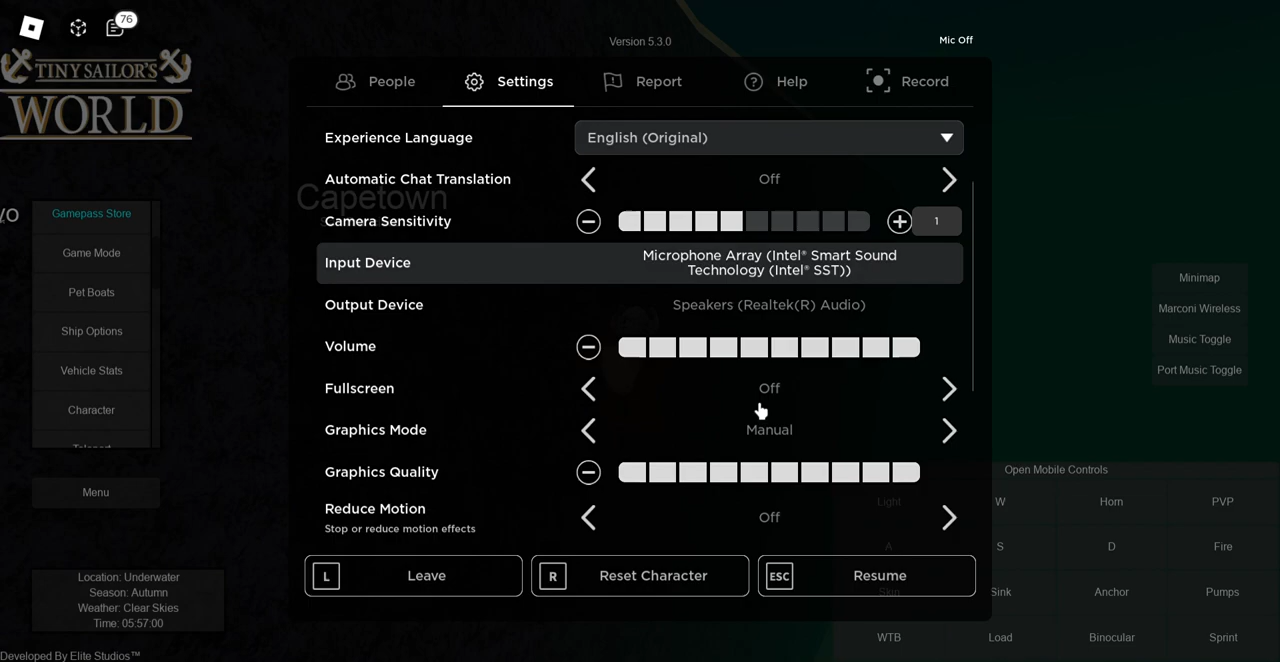 76
Version 5.3.0
Mic Off
TINY SAILOR'S
WORLD
People
Settings
Report
Help
Record
Experience Language
English (Original)
Automatic Chat Translation
Off
Capetown
Camera Sensitivity
1
Input Device
Microphone Array (Intel® Smart Sound
Technology (Intel® SST))
Output Device
Speakers (Realtek(R) Audio)
Volume
Fullscreen
Off
Graphics Mode
Manual
Graphics Quality
Reduce Motion
Stop or reduce motion effects
Off
L
Leave
R
Reset Character
ESC
Resume
Gamepass Store
Game Mode
Pet Boats
Ship Options
Vehicle Stats
Character
Teleport
Menu
Location: Underwater
Season: Autumn
Weather: Clear Skies
Time: 05:57:00
Developed By Elite Studios™
Minimap
Marconi Wireless
Music Toggle
Port Music Toggle
Open Mobile Controls
Light
W
Horn
PVP
A
S
D
Fire
Skin
Sink
Anchor
Pumps
WTB
Load
Binocular
Sprint